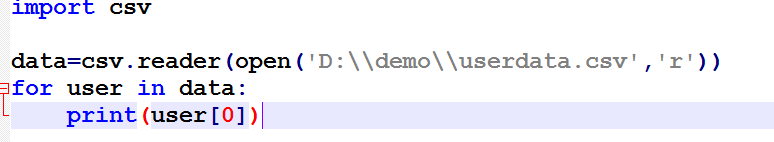 import csv
data=csv.reader(open('D:\\demo\\userdata.csv','r'))
for user in data:
    print(user[0])